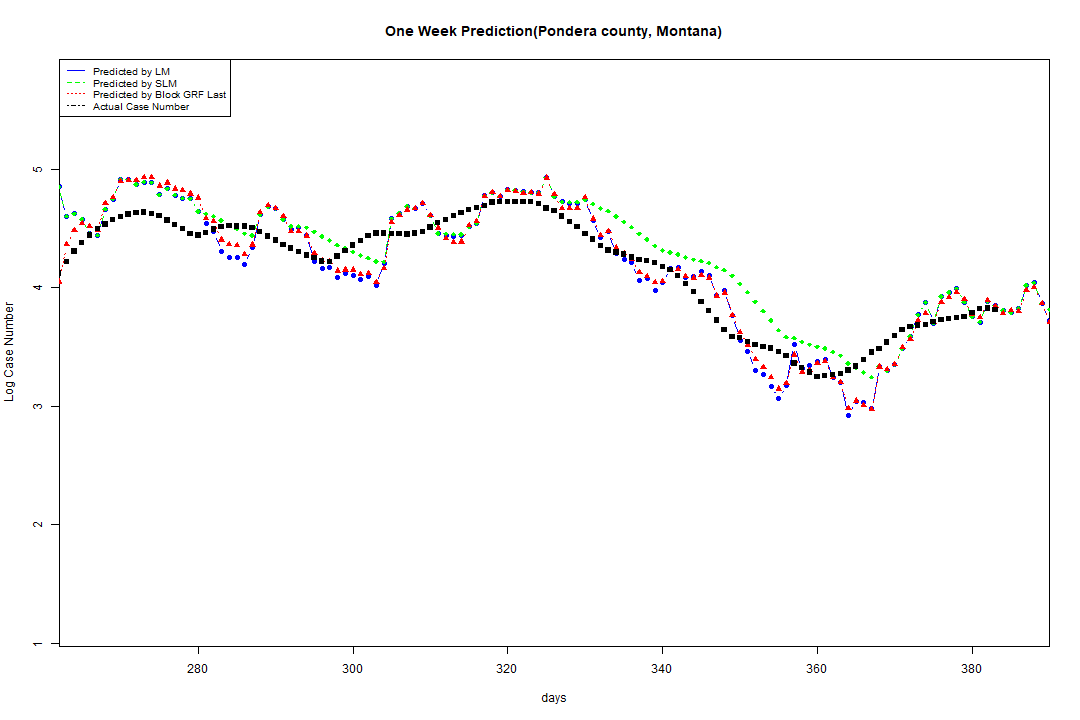 One Week Prediction(Pondera county, Montana)
Predicted by LM
Predicted by SLM
Predicted by Block GRF Last
Actual Case Number
5
4
3
2
1
Log Case Number
280 300 320 340 360 380
days